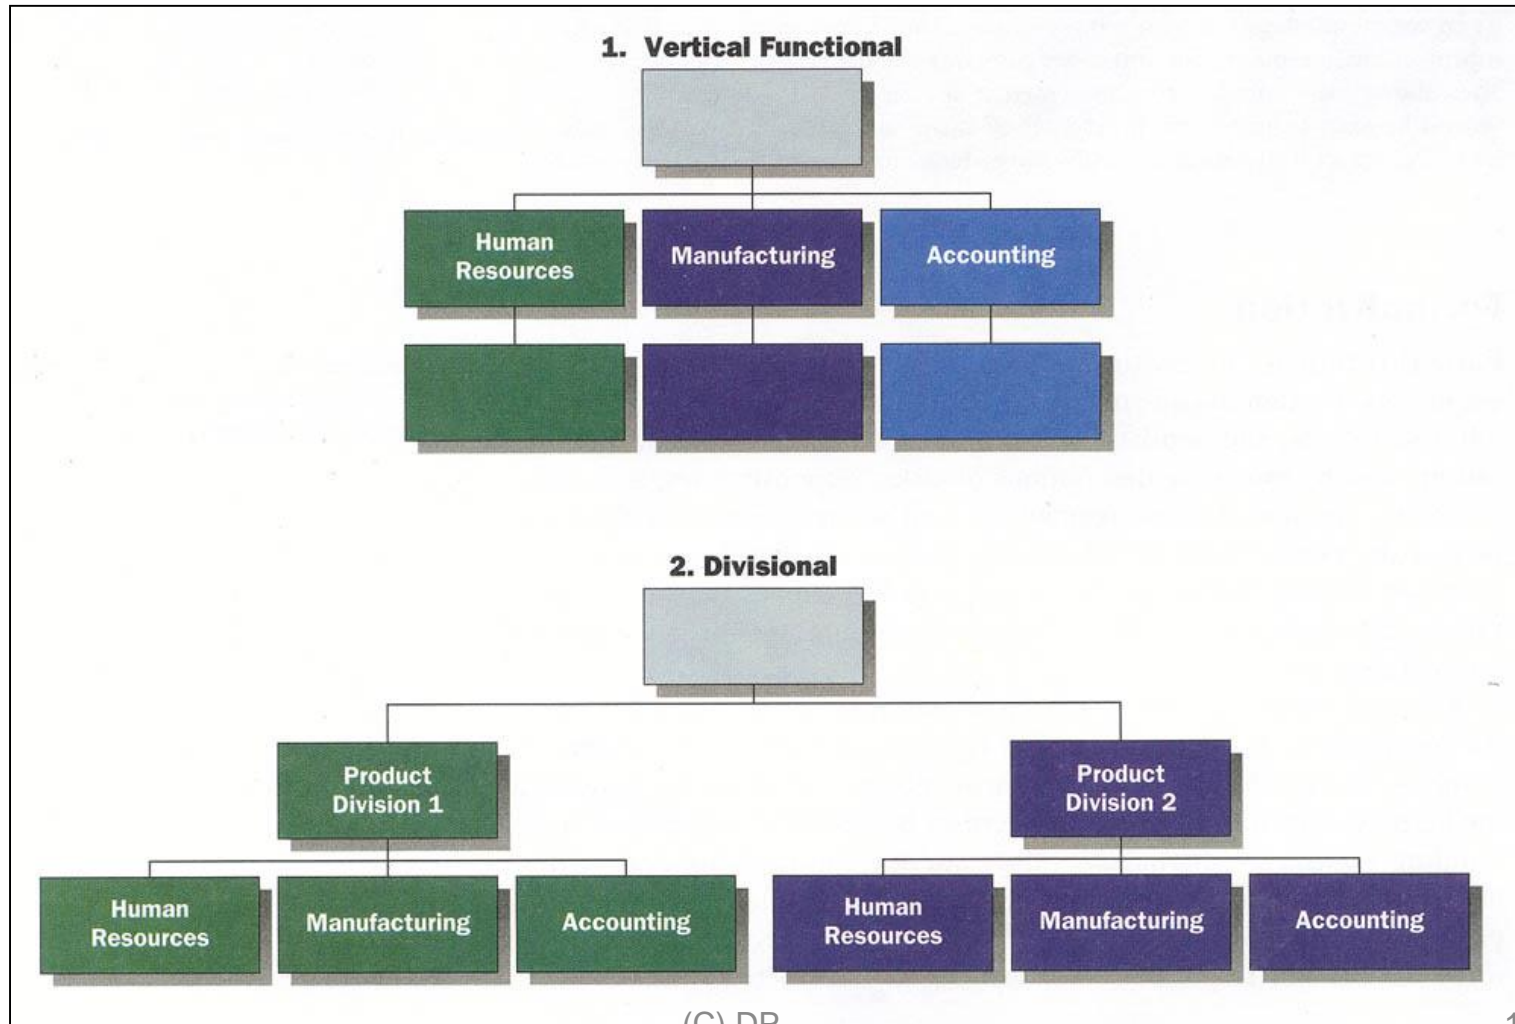 1. Vertical Functional
Human
Resources
Manufacturing
Accounting
2. Divisional
Product
Division 1
Product
Division 2
Human
Resources
Manufacturing
Accounting
Human
Resources
Manufacturing
Accounting